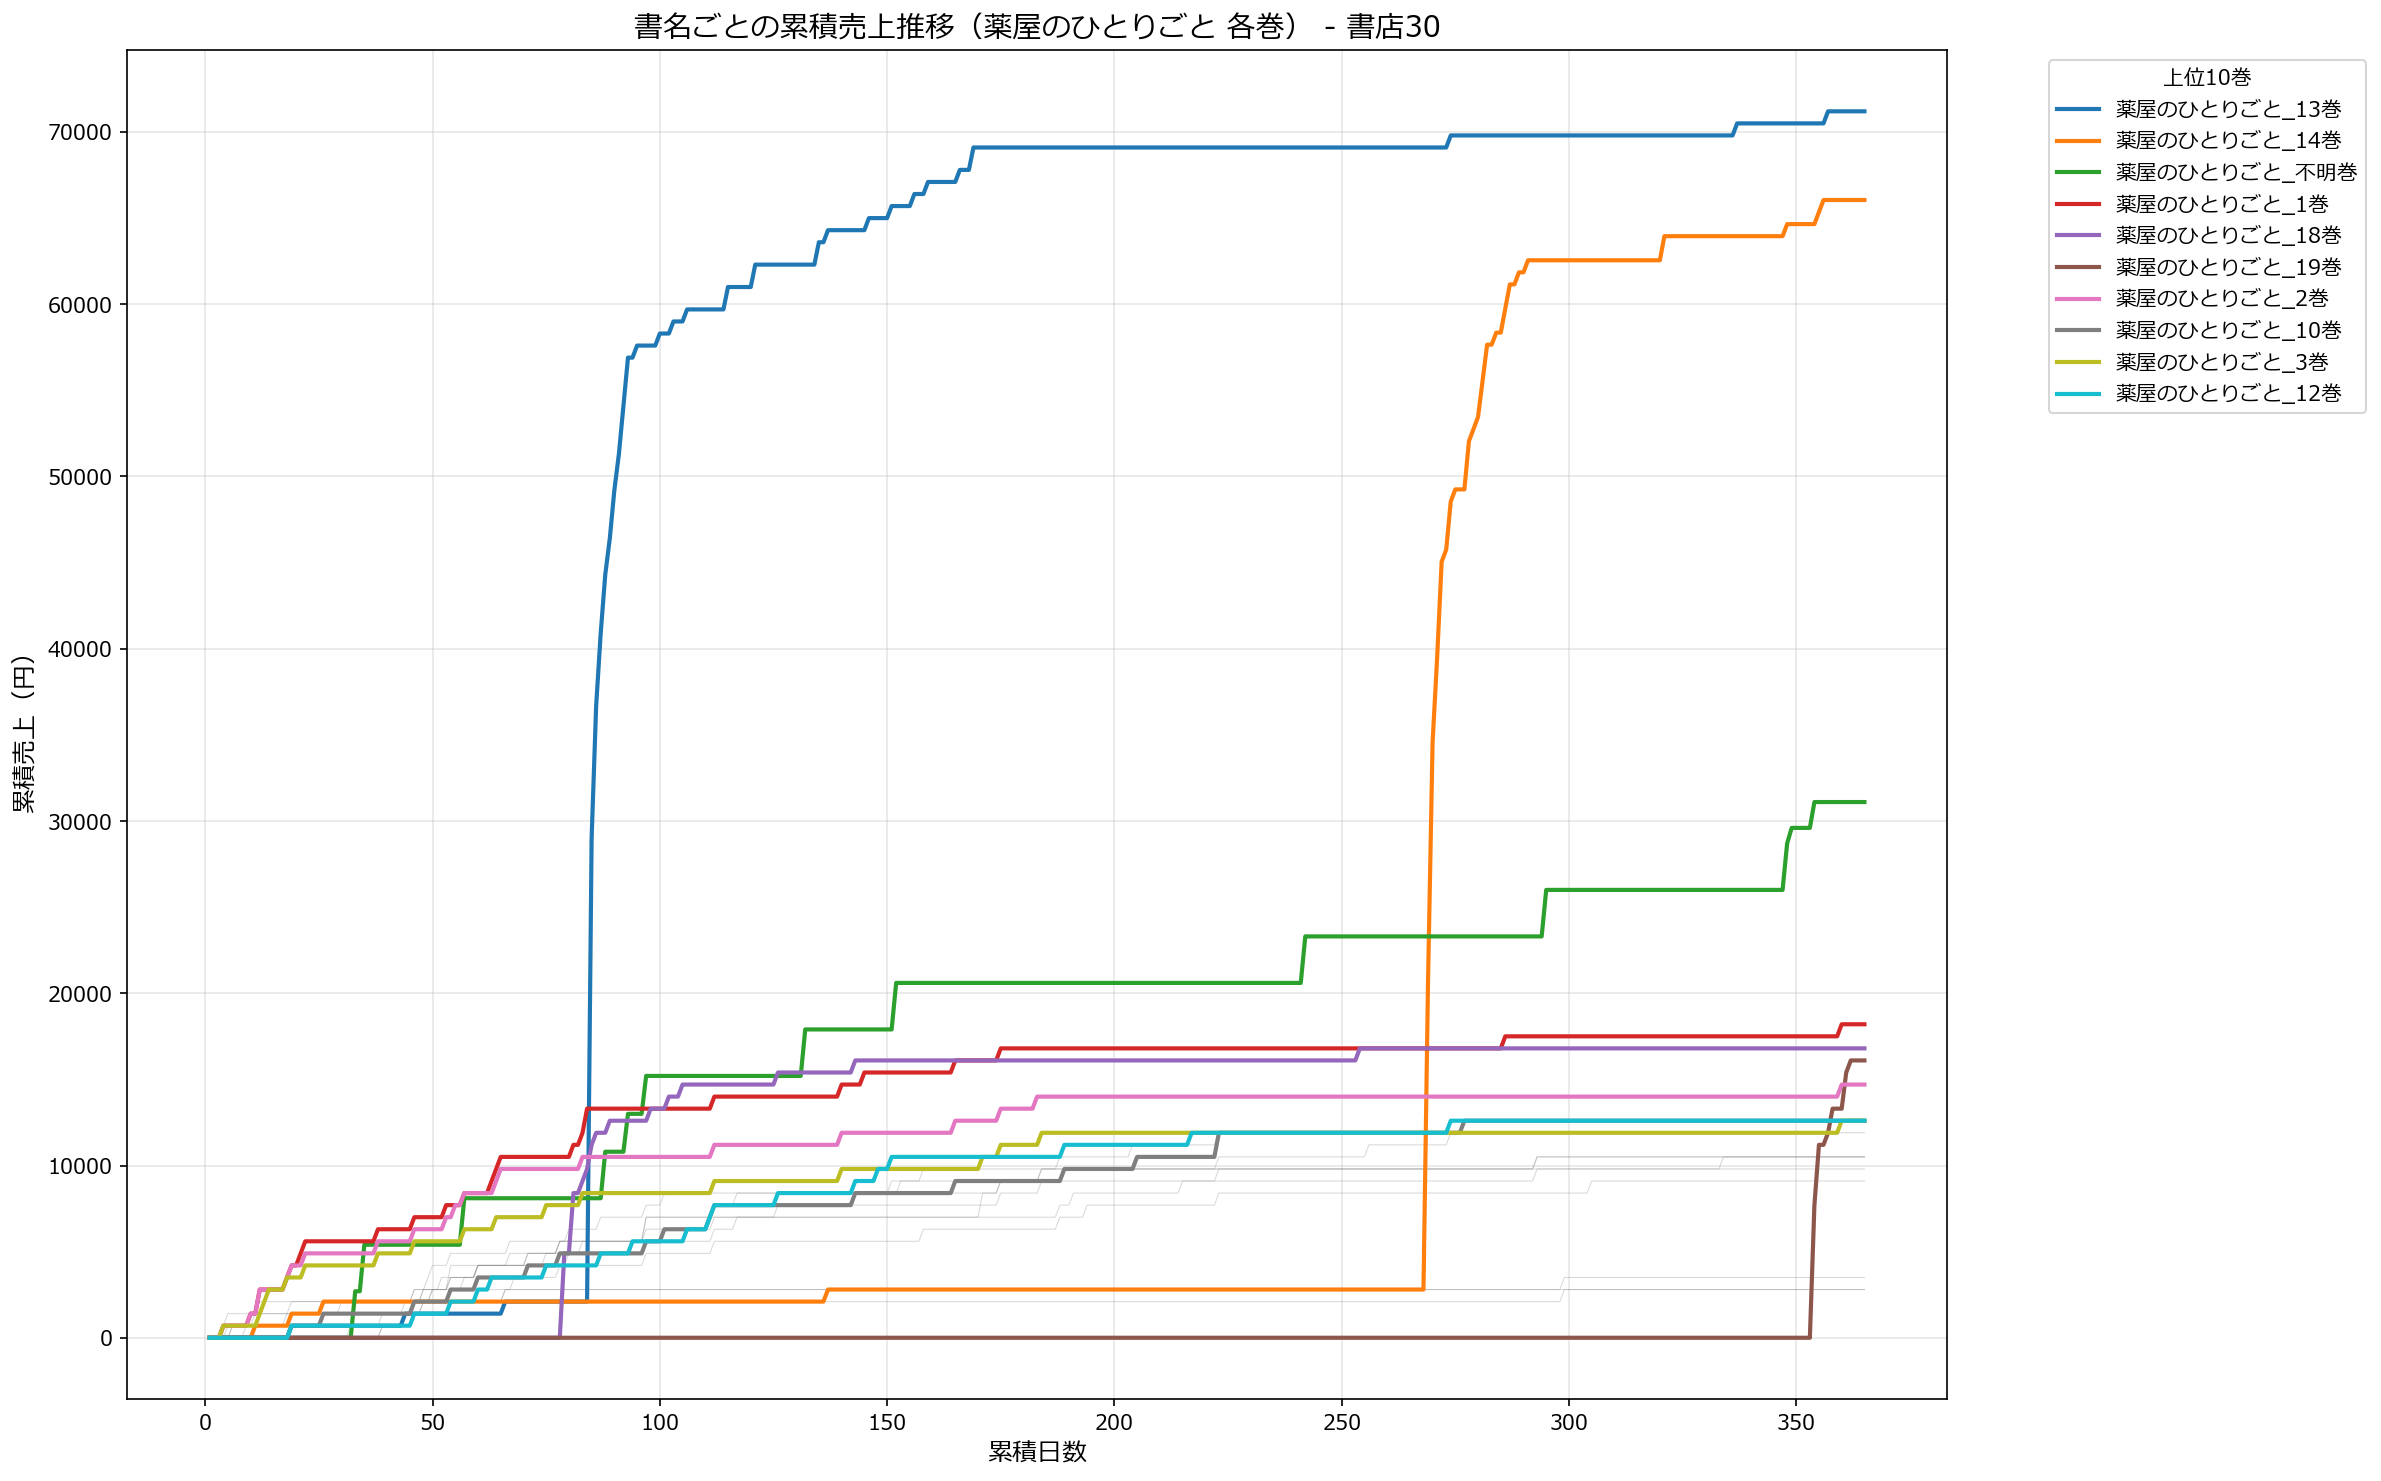 書名ごとの累積売上推移（薬屋のひとりごと 各巻） - 書店30
累積売上（円）
70000
60000
50000
40000
30000
20000
10000
0
0
50
100
150
200
250
300
350
累積日数
上位10巻
薬屋のひとりごと_13巻
薬屋のひとりごと_14巻
薬屋のひとりごと_不明巻
薬屋のひとりごと_1巻
薬屋のひとりごと_18巻
薬屋のひとりごと_19巻
薬屋のひとりごと_2巻
薬屋のひとりごと_10巻
薬屋のひとりごと_3巻
薬屋のひとりごと_12巻